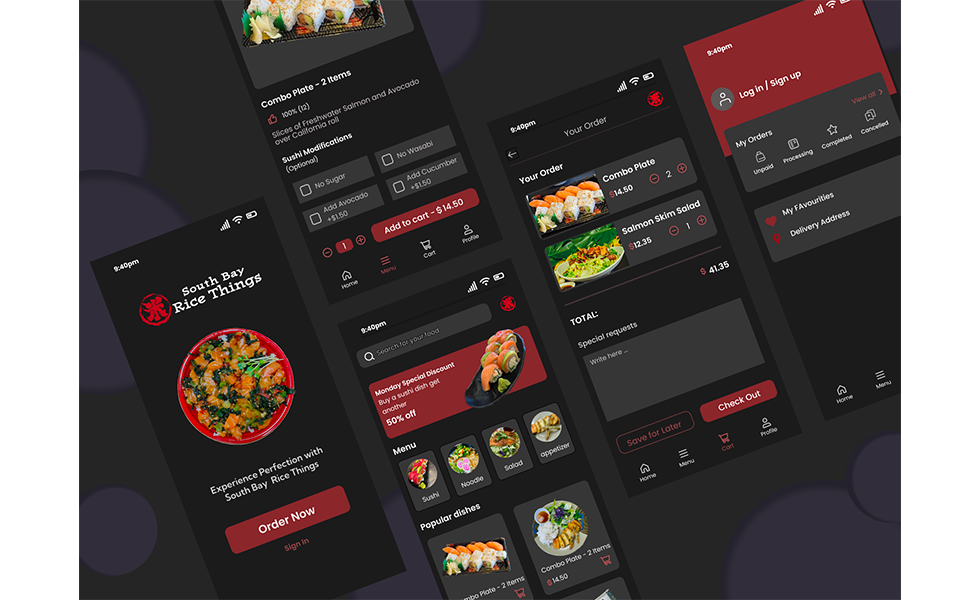 9:40pm
South Bay
Rice Things
Experience Perfection with
South Bay Rice Things
Order Now
Sign In
Combo Plate - 2 Items
100% (12)
Slices of Freshwater Salmon and Avocado
over California roll
Sushi Modifications
(Optional)
No Sugar
No Wasabi
Add Avocado
+$1.50
Add Cucumber
+$1.50
1
Add to cart - $ 14.50
Home
Menu
Cart
Profile
9:40pm
Search for your food
Monday Special Discount
Buy a sushi dish get
another
50% off
Menu
Sushi
Noodle
Salad
appetizer
Popular dishes
Combo Plate - 2 Items
Combo Plate - 2 Items
$ 14.50
9:40pm
Your Order
Your Order
Combo Plate
$14.50
2
Salmon Skim Salad
$12.35
1
$ 41.35
TOTAL:
Special requests
Write here ...
Save for Later
Check Out
Home
Menu
Cart
Profile
9:40pm
Log in / Sign up
My Orders
View all
Unpaid
Processing
Completed
Cancelled
My FAvourities
Delivery Address
Home
Menu